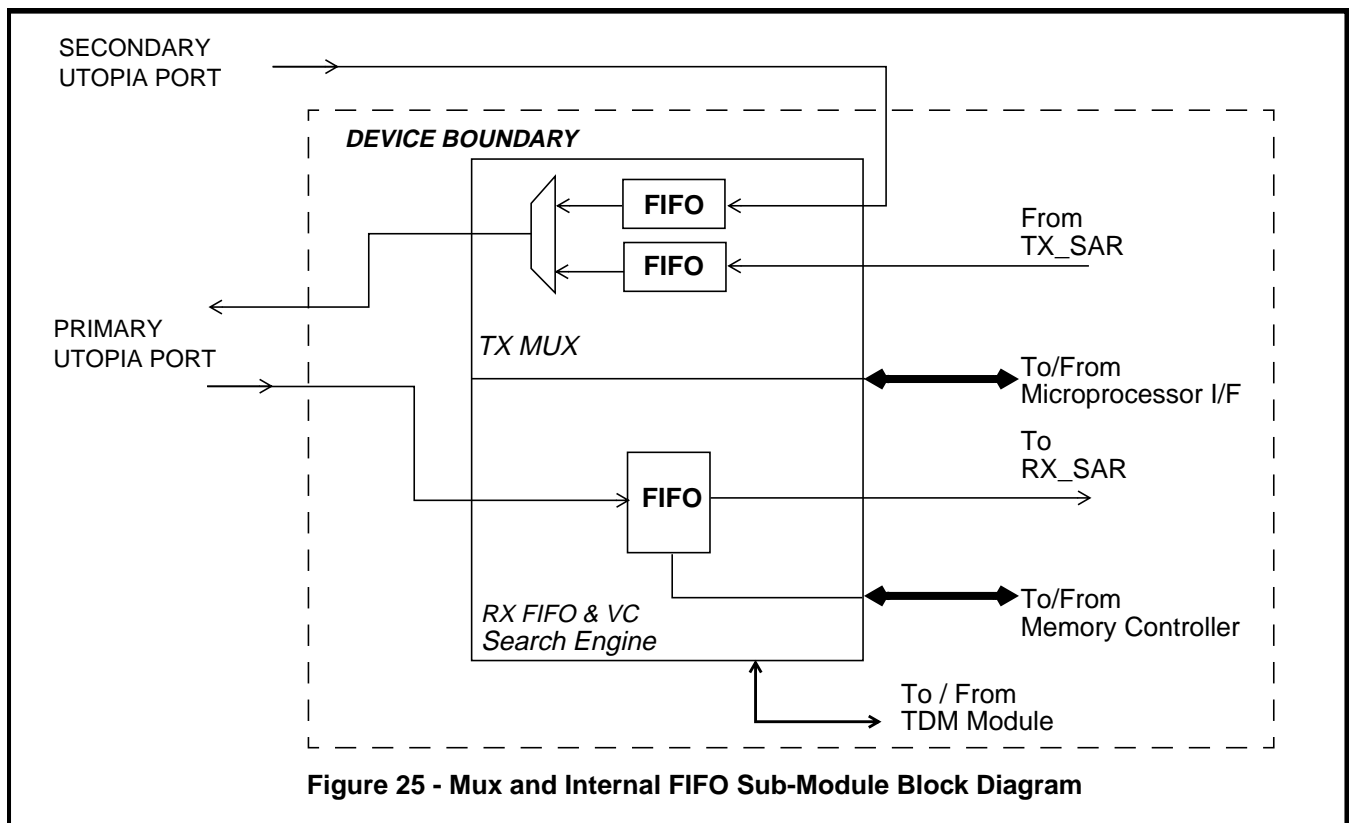 SECONDARY
UTOPIA PORT
DEVICE BOUNDARY
FIFO
From
TX_SAR
FIFO
PRIMARY
UTOPIA PORT
TX MUX
To/From
Microprocessor I/F
To
RX_SAR
FIFO
RX FIFO & VC
Search Engine
To/From
Memory Controller
To / From
TDM Module
Figure 25 - Mux and Internal FIFO Sub-Module Block Diagram